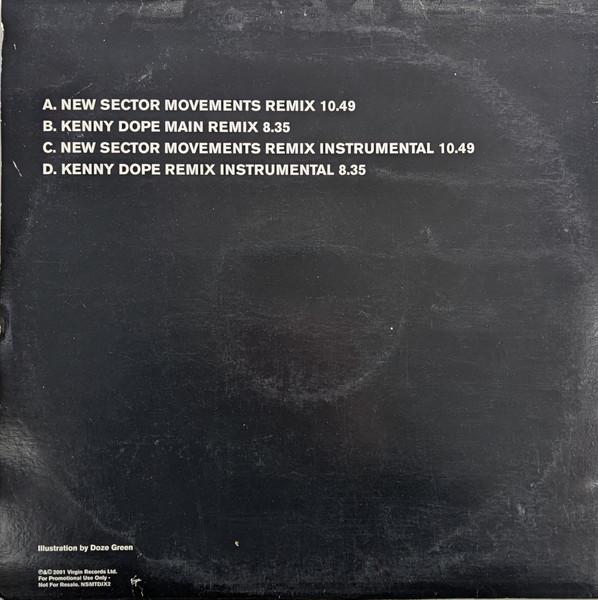 A. NEW SECTOR MOVEMENTS REMIX 10.49
B. KENNY DOPE MAIN REMIX 8.35
C. NEW SECTOR MOVEMENTS REMIX INSTRUMENTAL 10.49
D. KENNY DOPE REMIX INSTRUMENTAL 8.35
Illustration by Doze Green
℗&© 2001 Virgin Records Ltd.
For Promotional Use Only -
Not For Resale. NSMTDJX2
Virgin